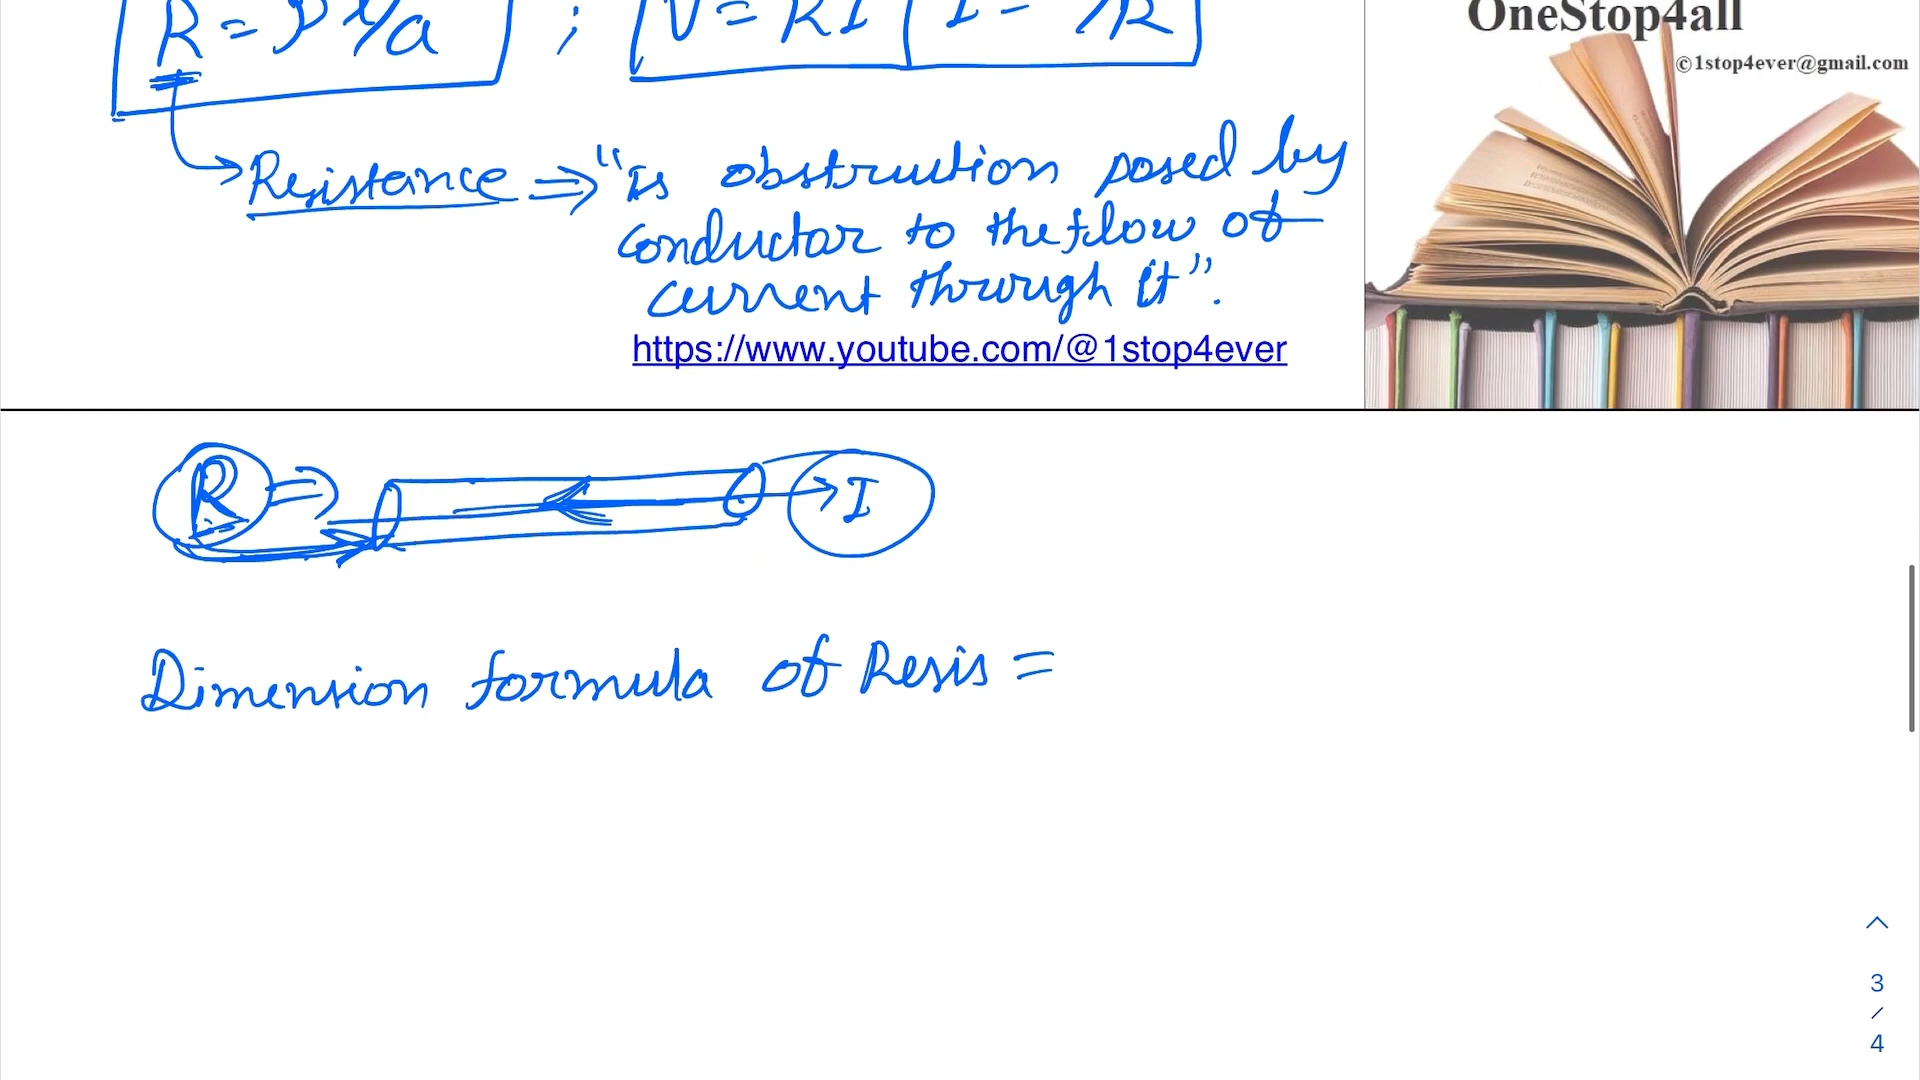 R = ρ l/a ; V = RI I = /R
OneStop4all
©1stop4ever@gmail.com
Resistance ⇒ "is obstruction posed by
conductor to the flow of
current through it".
https://www.youtube.com/@1stop4ever
R ⇒ I
Dimension formula of Resis =
3
/
4